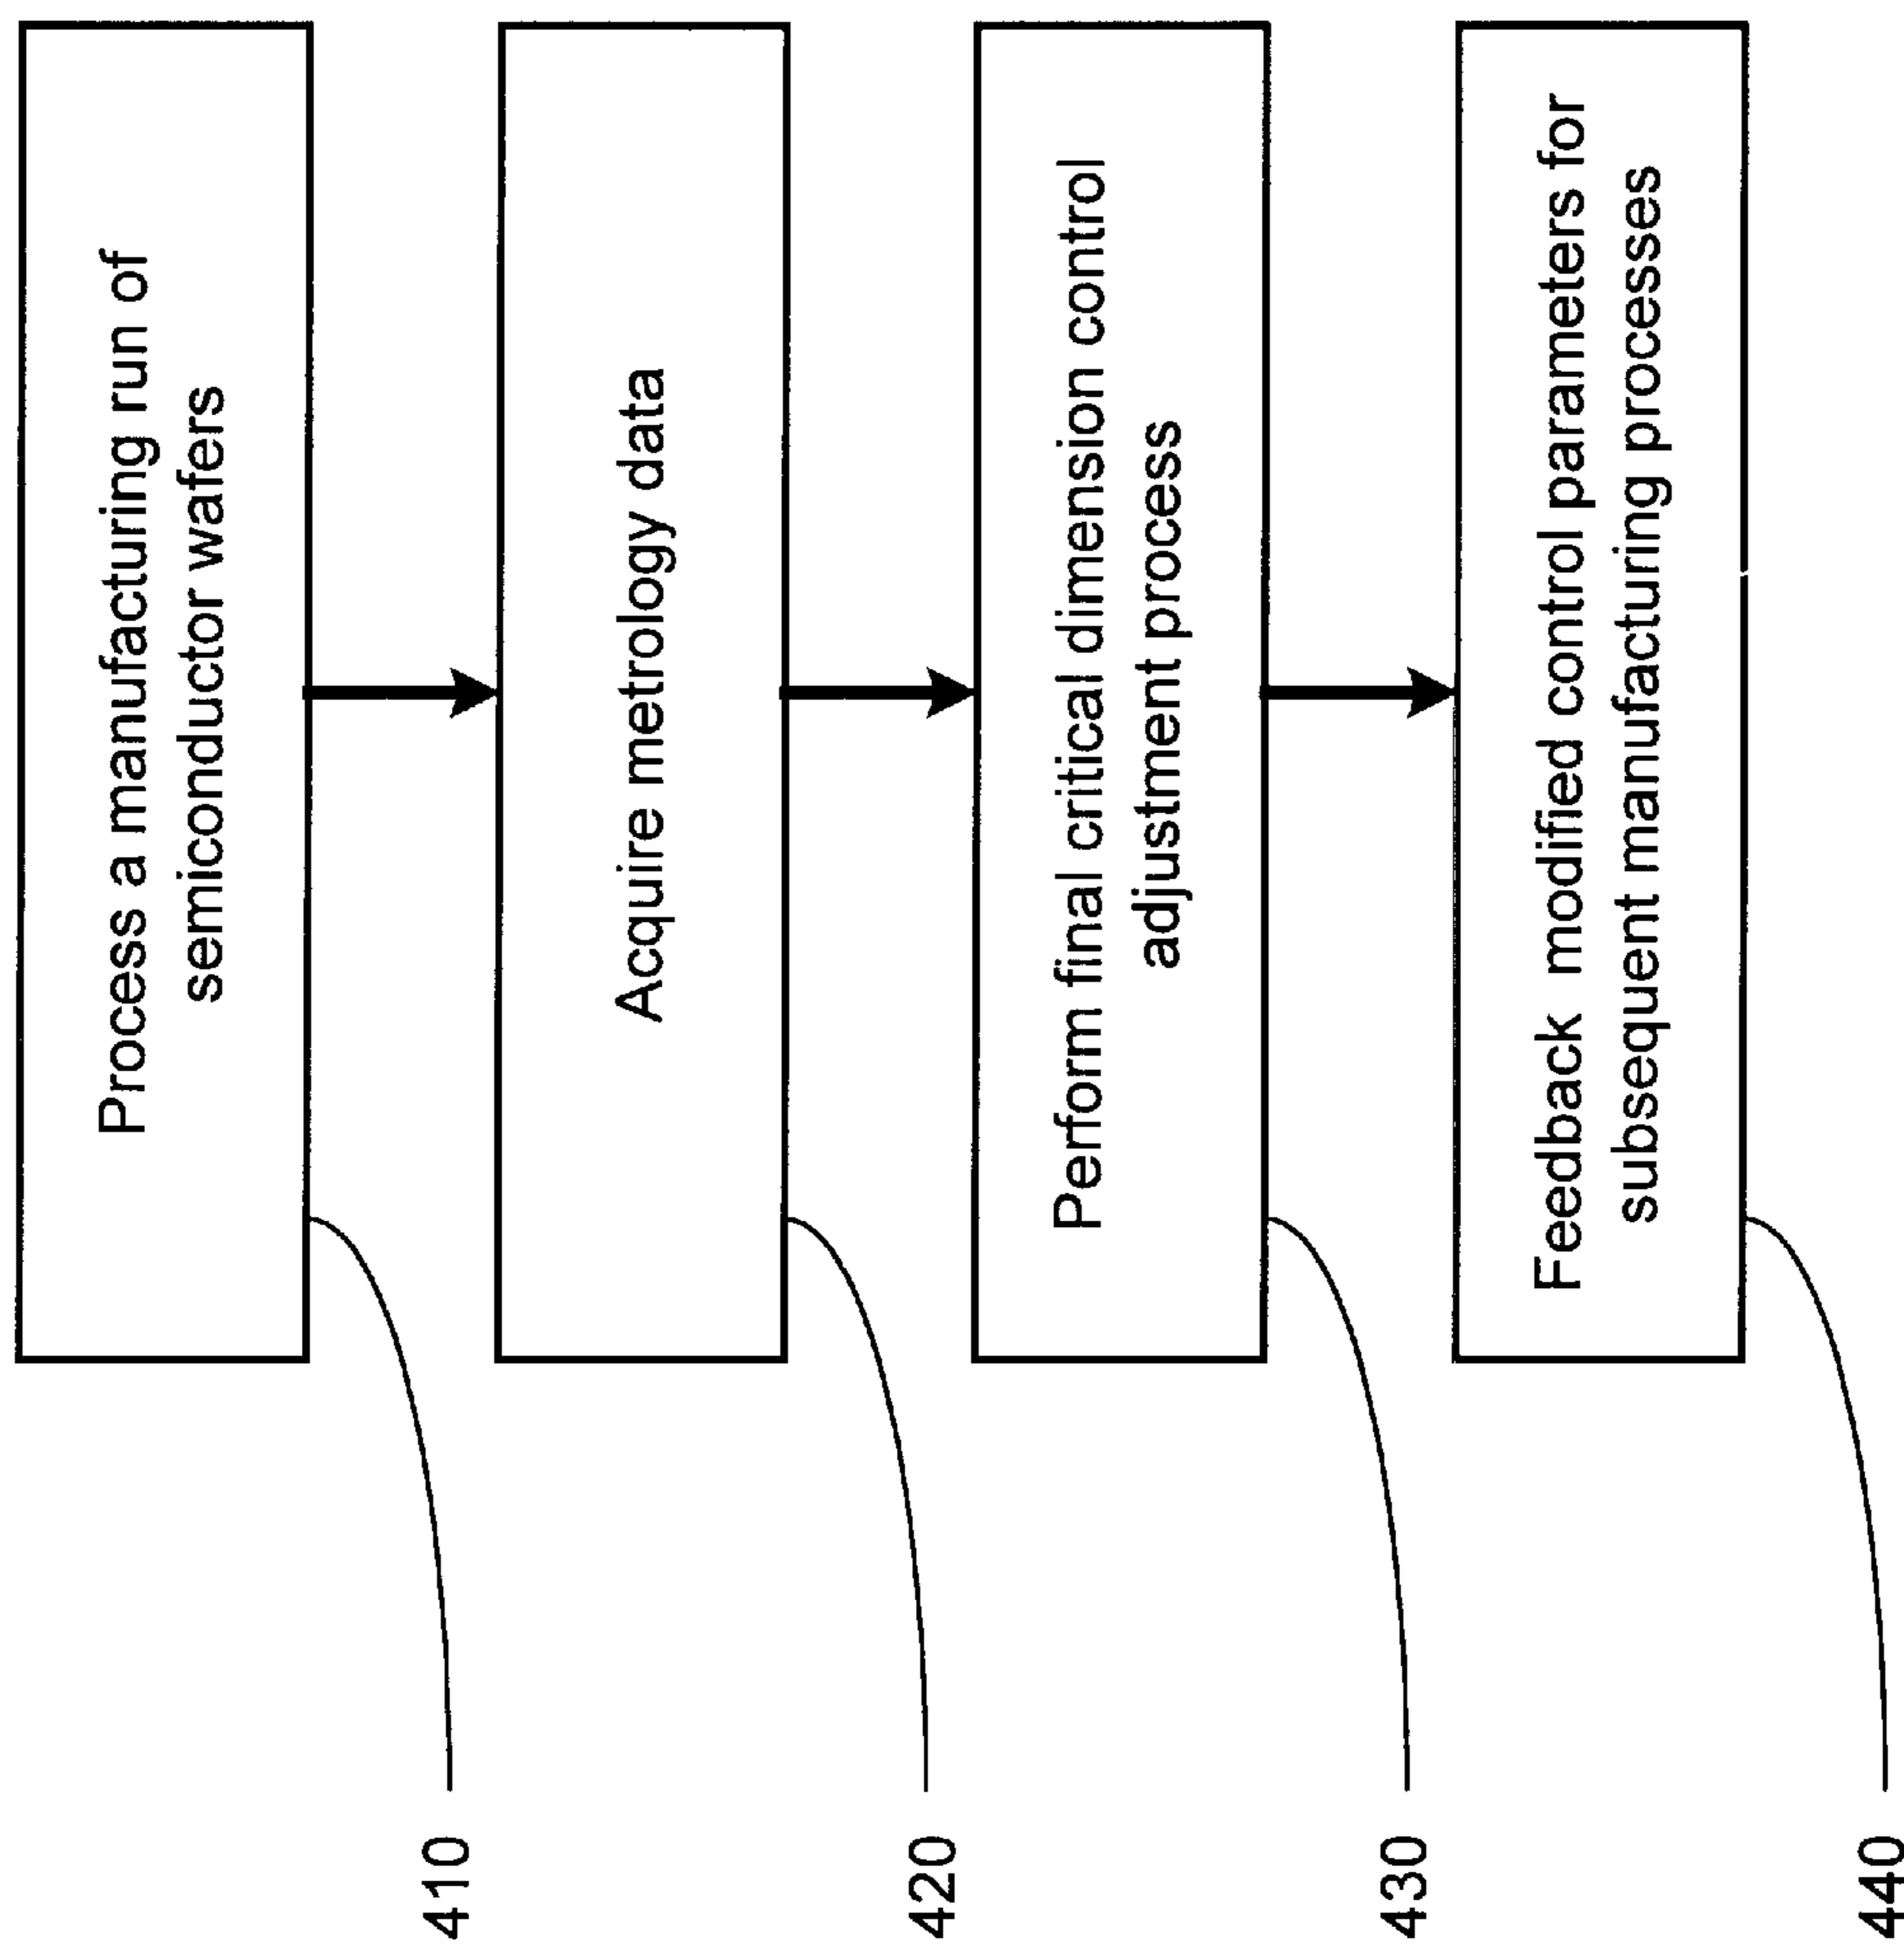 Process a manufacturing run of
semiconductor wafers
410
Acquire metrology data
420
Perform final critical dimension control
adjustment process
430
Feedback modified control parameters for
subsequent manufacturing processes
440